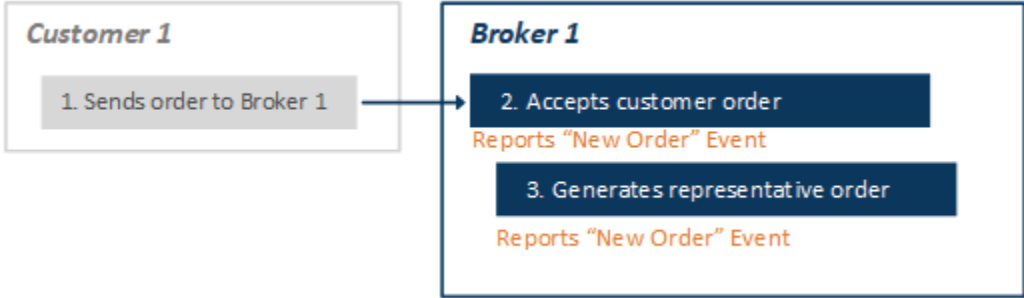 Customer 1
1. Sends order to Broker 1
Broker 1
2. Accepts customer order
Reports “New Order” Event
3. Generates representative order
Reports “New Order” Event